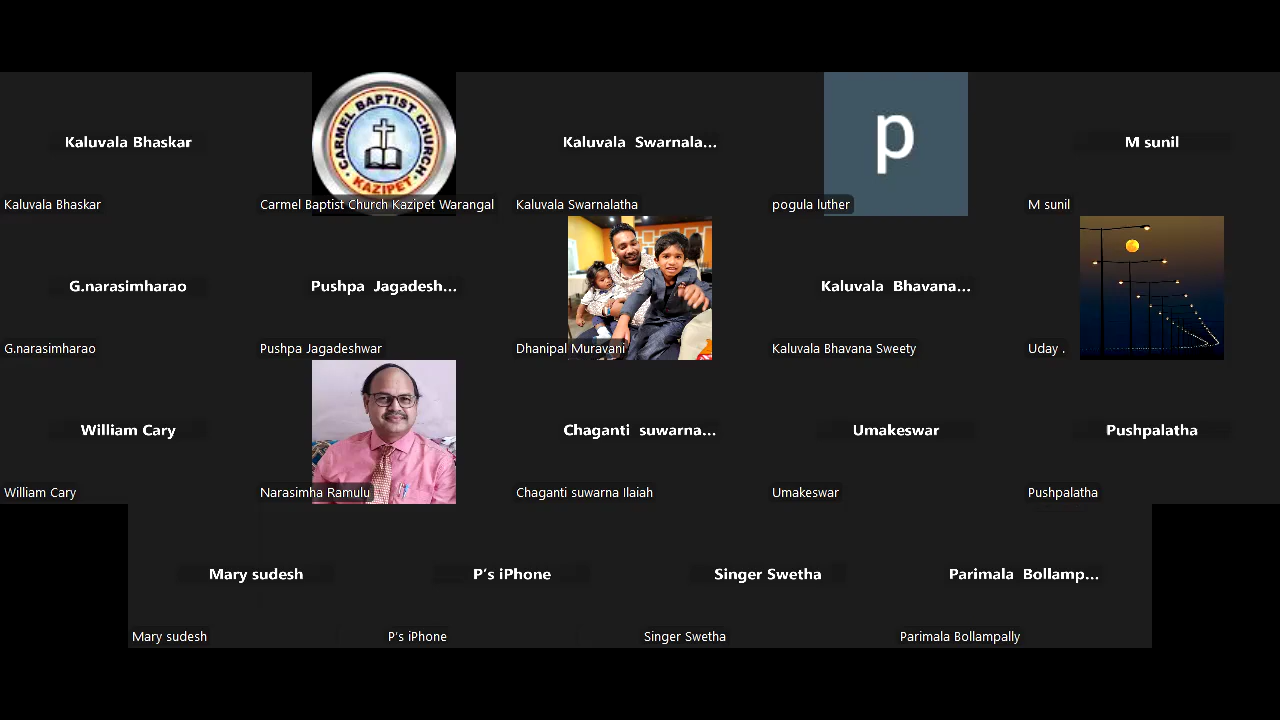 Kaluvala Bhaskar
Kaluvala Bhaskar
CARMEL BAPTIST CHURCH
KAZIPET
Carmel Baptist Church Kazipet Warangal
Kaluvala Swarnala...
Kaluvala Swarnalatha
p
pogula luther
M sunil
M sunil
G.narasimharao
G.narasimharao
Pushpa Jagadesh...
Pushpa Jagadeshwar
Dhanipal Muravani
Kaluvala Bhavana...
Kaluvala Bhavana Sweety
Uday .
William Cary
William Cary
Narasimha Ramulu
Chaganti suwarna...
Chaganti suwarna Ilaiah
Umakeswar
Umakeswar
Pushpalatha
Pushpalatha
Mary sudesh
Mary sudesh
P's iPhone
P's iPhone
Singer Swetha
Singer Swetha
Parimala Bollamp...
Parimala Bollampally